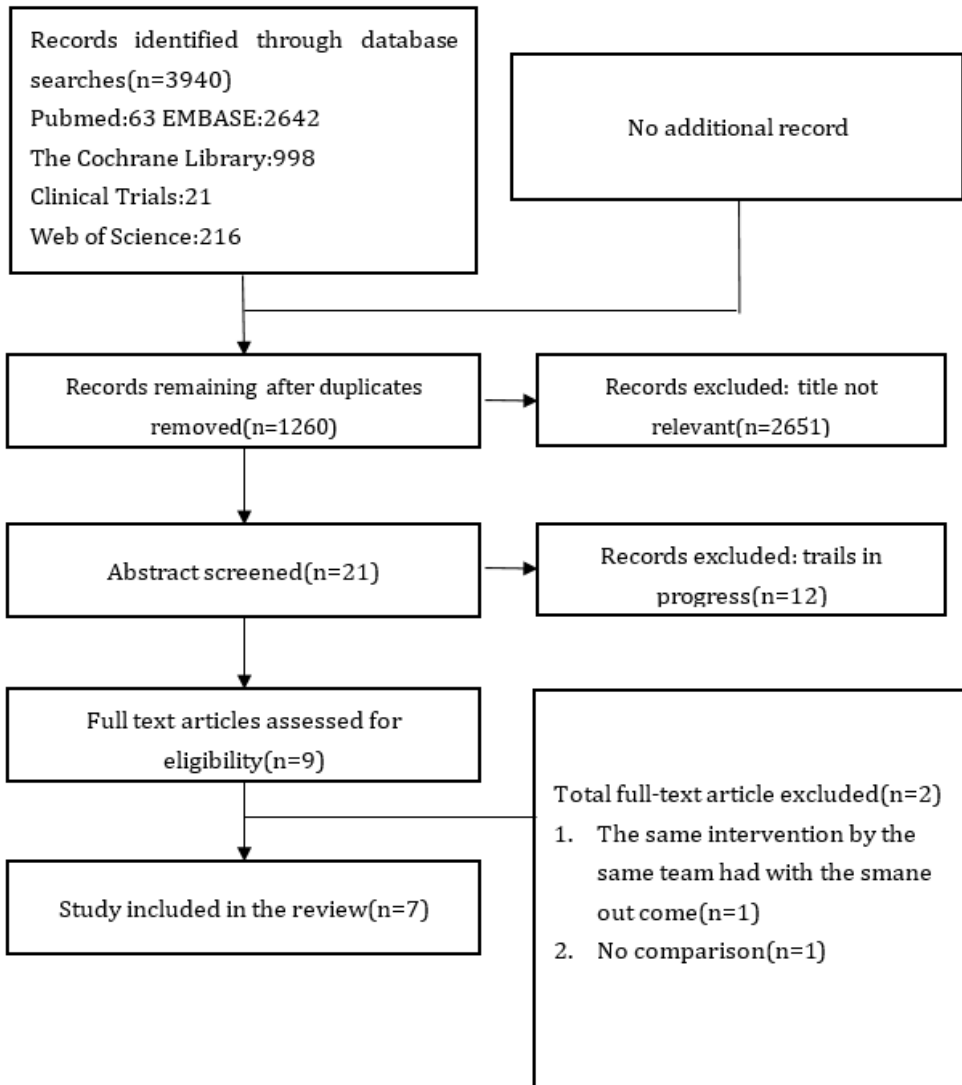 Records identified through database
searches(n=3940)
Pubmed:63 EMBASE:2642
The Cochrane Library:998
Clinical Trials:21
Web of Science:216
No additional record
Records remaining after duplicates
removed(n=1260)
Records excluded: title not
relevant(n=2651)
Abstract screened(n=21)
Records excluded: trails in
progress(n=12)
Full text articles assessed for
eligibility(n=9)
Total full-text article excluded(n=2)
1. The same intervention by the
same team had with the smane
out come(n=1)
2. No comparison(n=1)
Study included in the review(n=7)